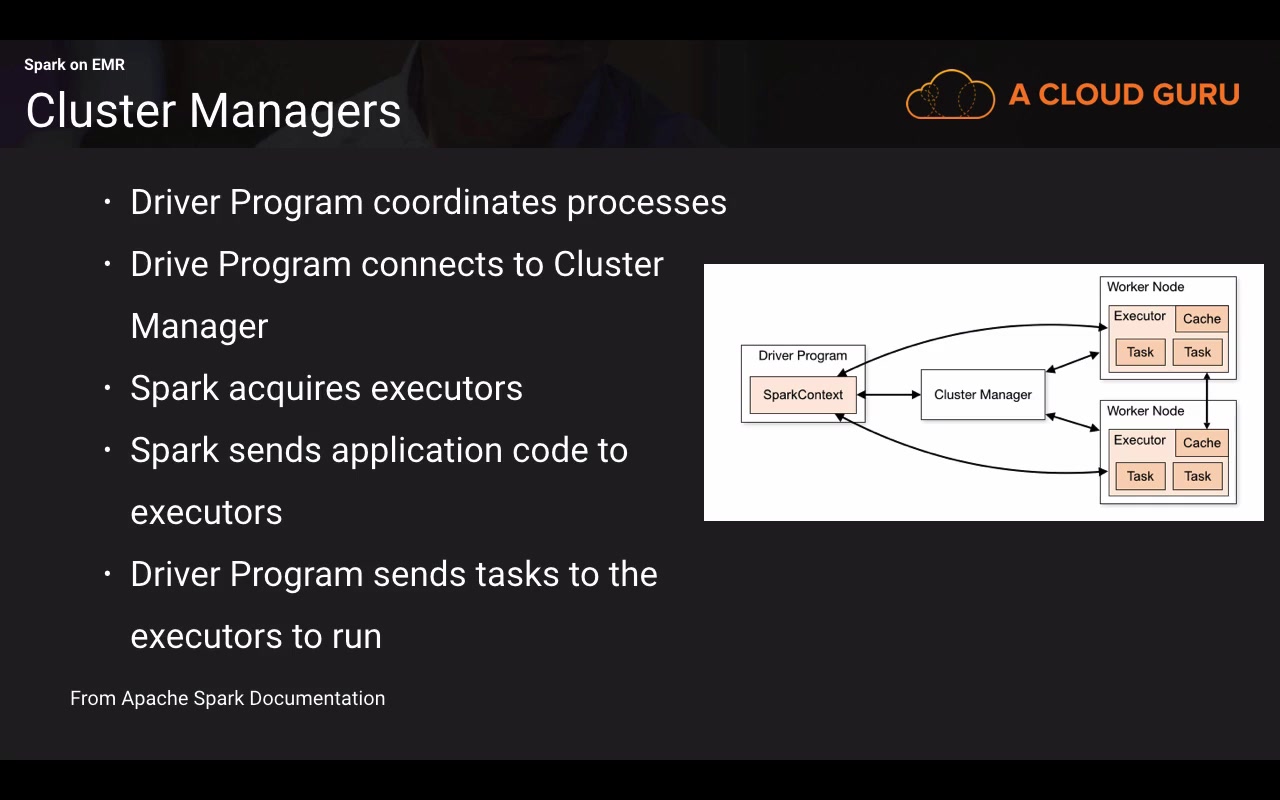 Spark on EMR
Cluster Managers
A CLOUD GURU
• Driver Program coordinates processes
• Drive Program connects to Cluster
Manager
• Spark acquires executors
• Spark sends application code to
executors
• Driver Program sends tasks to the
executors to run
From Apache Spark Documentation
Driver Program
SparkContext
Cluster Manager
Worker Node
Executor
Cache
Task
Task
Worker Node
Executor
Cache
Task
Task